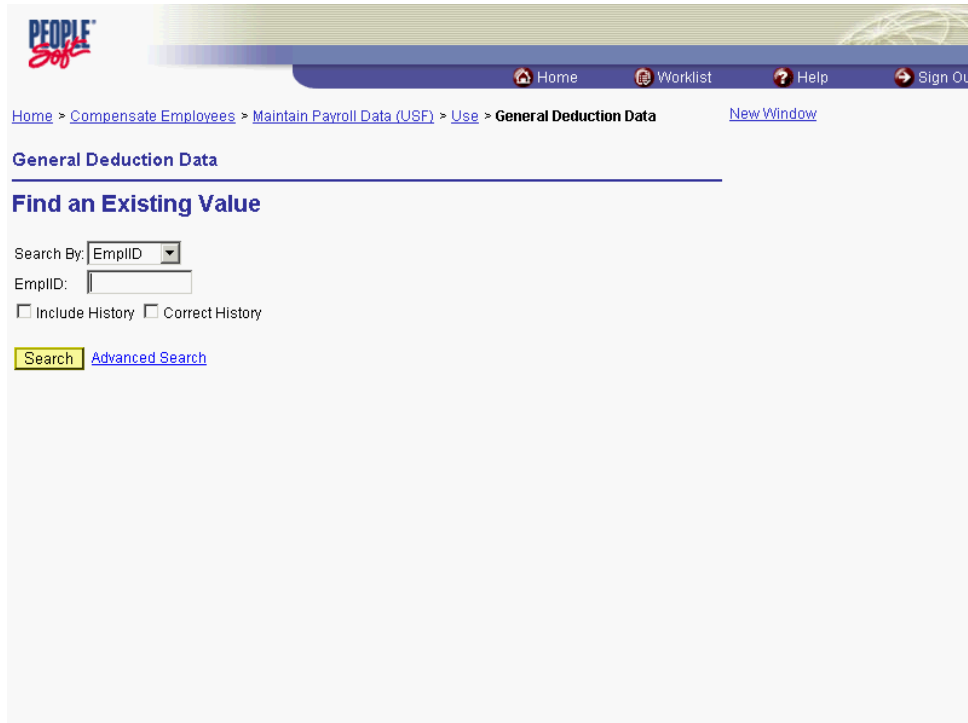 PEOPLE
Soft
Home Worklist Help Sign Ou
Home > Compensate Employees > Maintain Payroll Data (USF) > Use > General Deduction Data New Window
General Deduction Data
Find an Existing Value
Search By: EmplID
EmplID:
Include History Correct History
Search Advanced Search